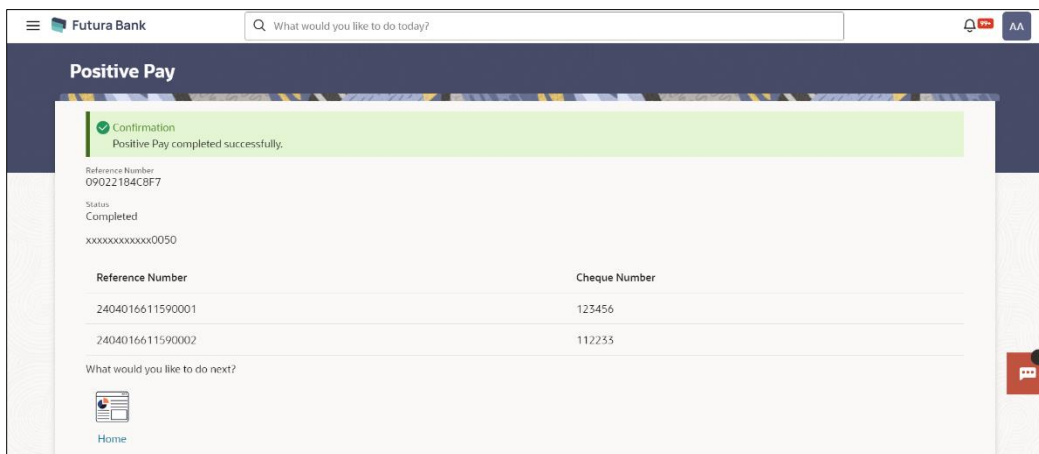 Futura Bank
What would you like to do today?
AA
Positive Pay
Confirmation
Positive Pay completed successfully.
Reference Number
09022184C8F7
Status
Completed
xxxxxxxxxxxx0050
Reference Number Cheque Number
2404016611590001 123456
2404016611590002 112233
What would you like to do next?
Home